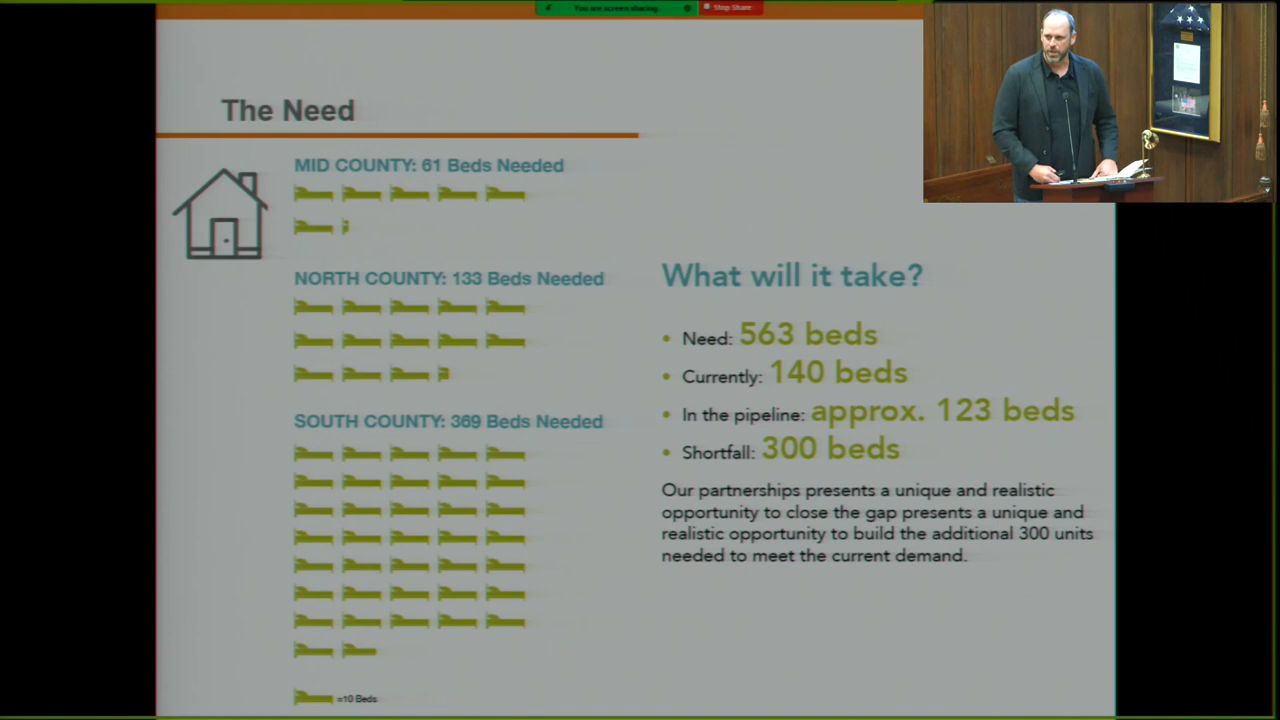 You are screen sharing
Stop Share
The Need
MID COUNTY: 61 Beds Needed
NORTH COUNTY: 133 Beds Needed
SOUTH COUNTY: 369 Beds Needed
=10 Beds
What will it take?
• Need: 563 beds
• Currently: 140 beds
• In the pipeline: approx. 123 beds
• Shortfall: 300 beds
Our partnerships presents a unique and realistic
opportunity to close the gap presents a unique and
realistic opportunity to build the additional 300 units
needed to meet the current demand.